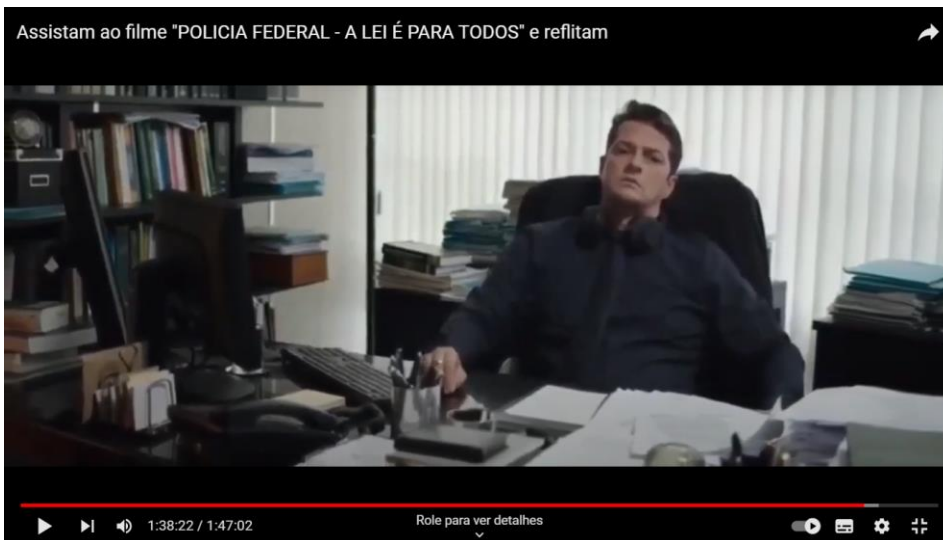 Assistam ao filme "POLICIA FEDERAL - A LEI É PARA TODOS" e reflitam
1:38:22 / 1:47:02
Role para ver detalhes